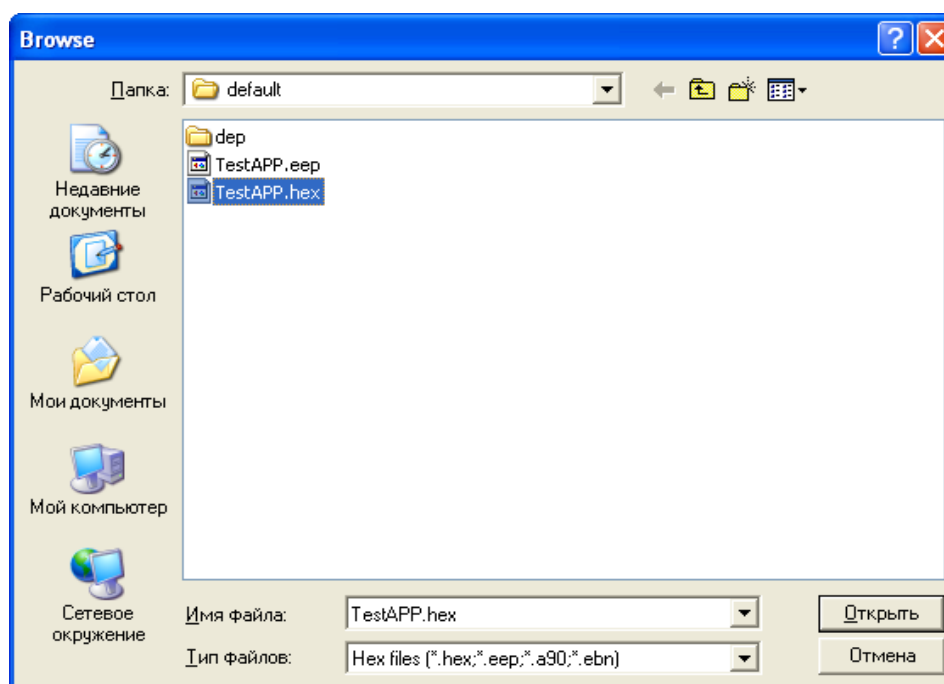 Browse
Папка: default
dep
TestAPP.eep
TestAPP.hex
Недавние
документы
Рабочий стол
Мои документы
Мой компьютер
Сетевое
окружение
Имя файла: TestAPP.hex Открыть
Тип файлов: Hex files (*.hex;*.eep;*.a90;*.ebn) Отмена